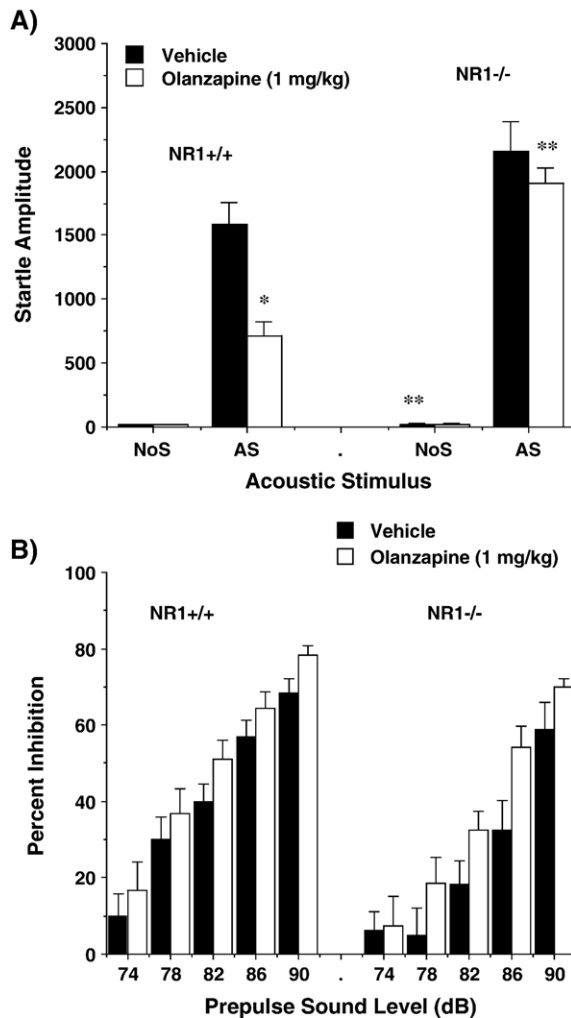 A)
3000
2500
2000
1500
1000
500
0
Startle Amplitude
Vehicle
Olanzapine (1 mg/kg)
NR1+/+
NR1-/-
*
**
**
NoS AS . NoS AS
Acoustic Stimulus
B)
Vehicle
Olanzapine (1 mg/kg)
100
80
60
40
20
0
Percent Inhibition
NR1+/+ NR1-/-
74 78 82 86 90 . 74 78 82 86 90
Prepulse Sound Level (dB)